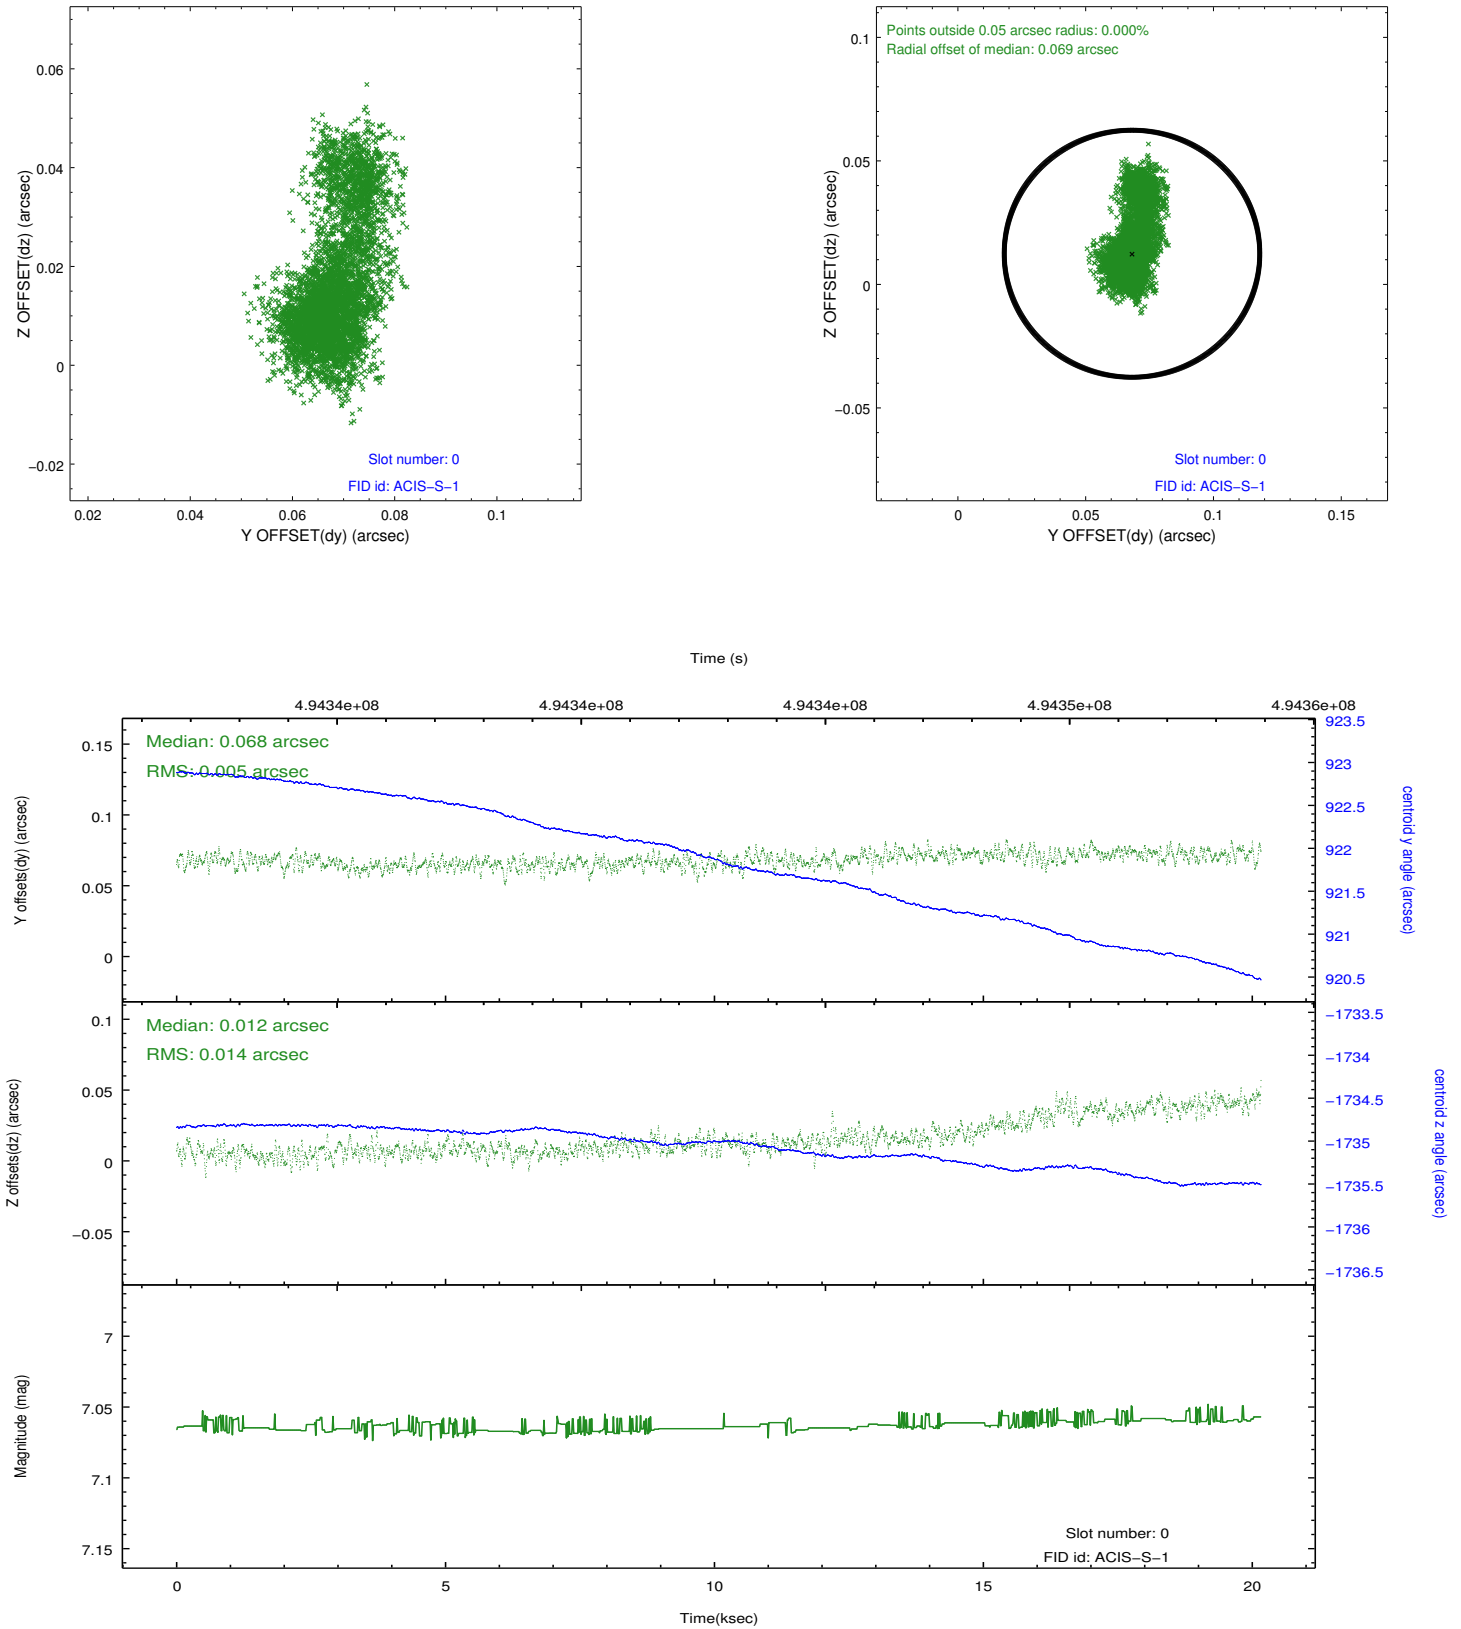 0.06
0.04
0.02
0
−0.02
Z OFFSET(dz) (arcsec)
Slot number: 0
FID id: ACIS−S−1
0.02
0.04
0.06
0.08
0.1
Y OFFSET(dy) (arcsec)
Points outside 0.05 arcsec radius: 0.000%
Radial offset of median: 0.069 arcsec
0.1
0.05
0
−0.05
Z OFFSET(dz) (arcsec)
Slot number: 0
FID id: ACIS−S−1
0
0.05
0.1
0.15
Y OFFSET(dy) (arcsec)
Time (s)
4.9434e+08
4.9434e+08
4.9434e+08
4.9435e+08
4.9436e+08
Median: 0.068 arcsec
RMS: 0.005 arcsec
0.15
0.1
0.05
0
Y offsets(dy) (arcsec)
923.5
923
922.5
922
921.5
921
920.5
centroid y angle (arcsec)
Median: 0.012 arcsec
RMS: 0.014 arcsec
0.1
0.05
0
−0.05
Z offsets(dz) (arcsec)
−1733.5
−1734
−1734.5
−1735
−1735.5
−1736
−1736.5
centroid z angle (arcsec)
7
7.05
7.1
7.15
Magnitude (mag)
Slot number: 0
FID id: ACIS−S−1
0
5
10
15
20
Time(ksec)